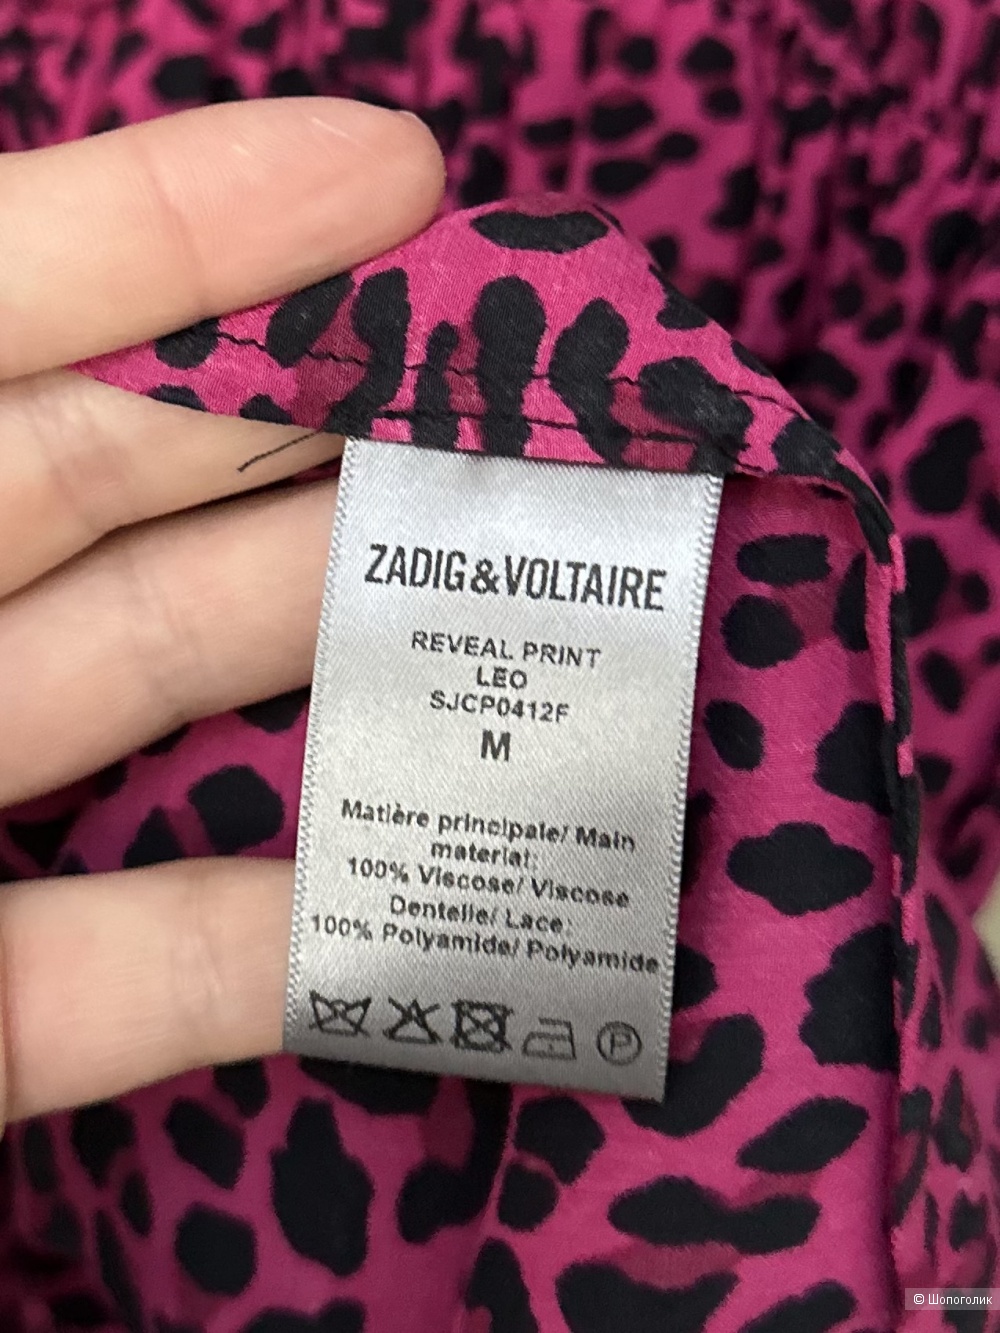 ZADIG&VOLTAIRE
REVEAL PRINT
LEO
SJCP0412F
M
Matière principale/ Main
material:
100% Viscose/ Viscose
Dentelle/ Lace:
100% Polyamide/ Polyamide
P
© Шопоголик